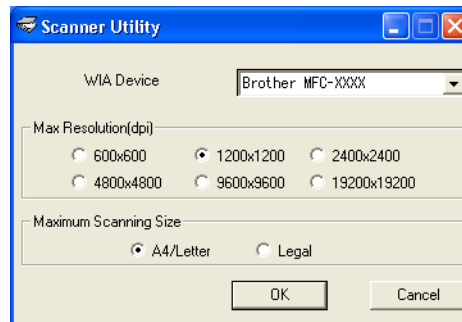 Scanner Utility
WIA Device Brother MFC-XXXX
Max Resolution(dpi)
600x600 1200x1200 2400x2400
4800x4800 9600x9600 19200x19200
Maximum Scanning Size
A4/Letter Legal
OK Cancel